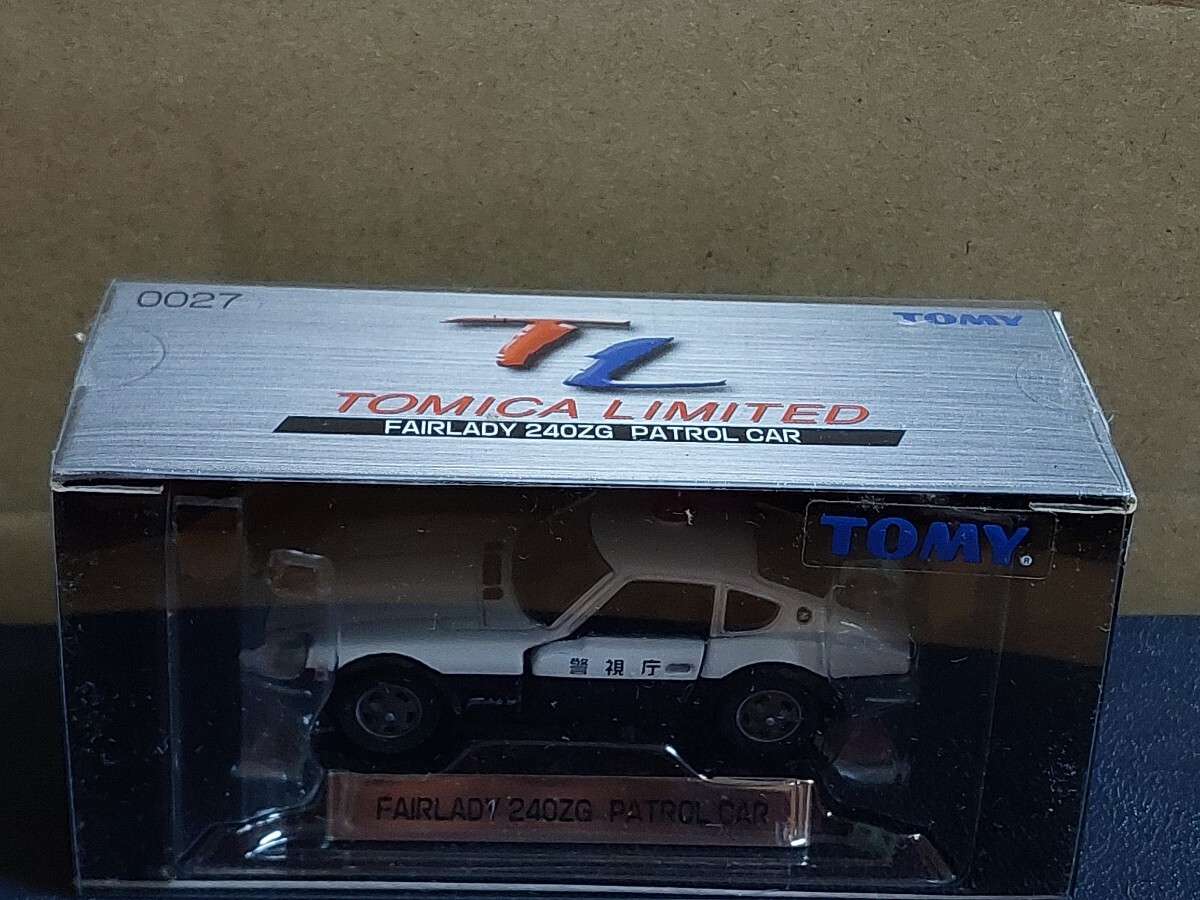 0027
TOMY
TL
TOMICA LIMITED
FAIRLADY 240ZG PATROL CAR
TOMY®
警視庁
FAIRLADY 240ZG PATROL CAR